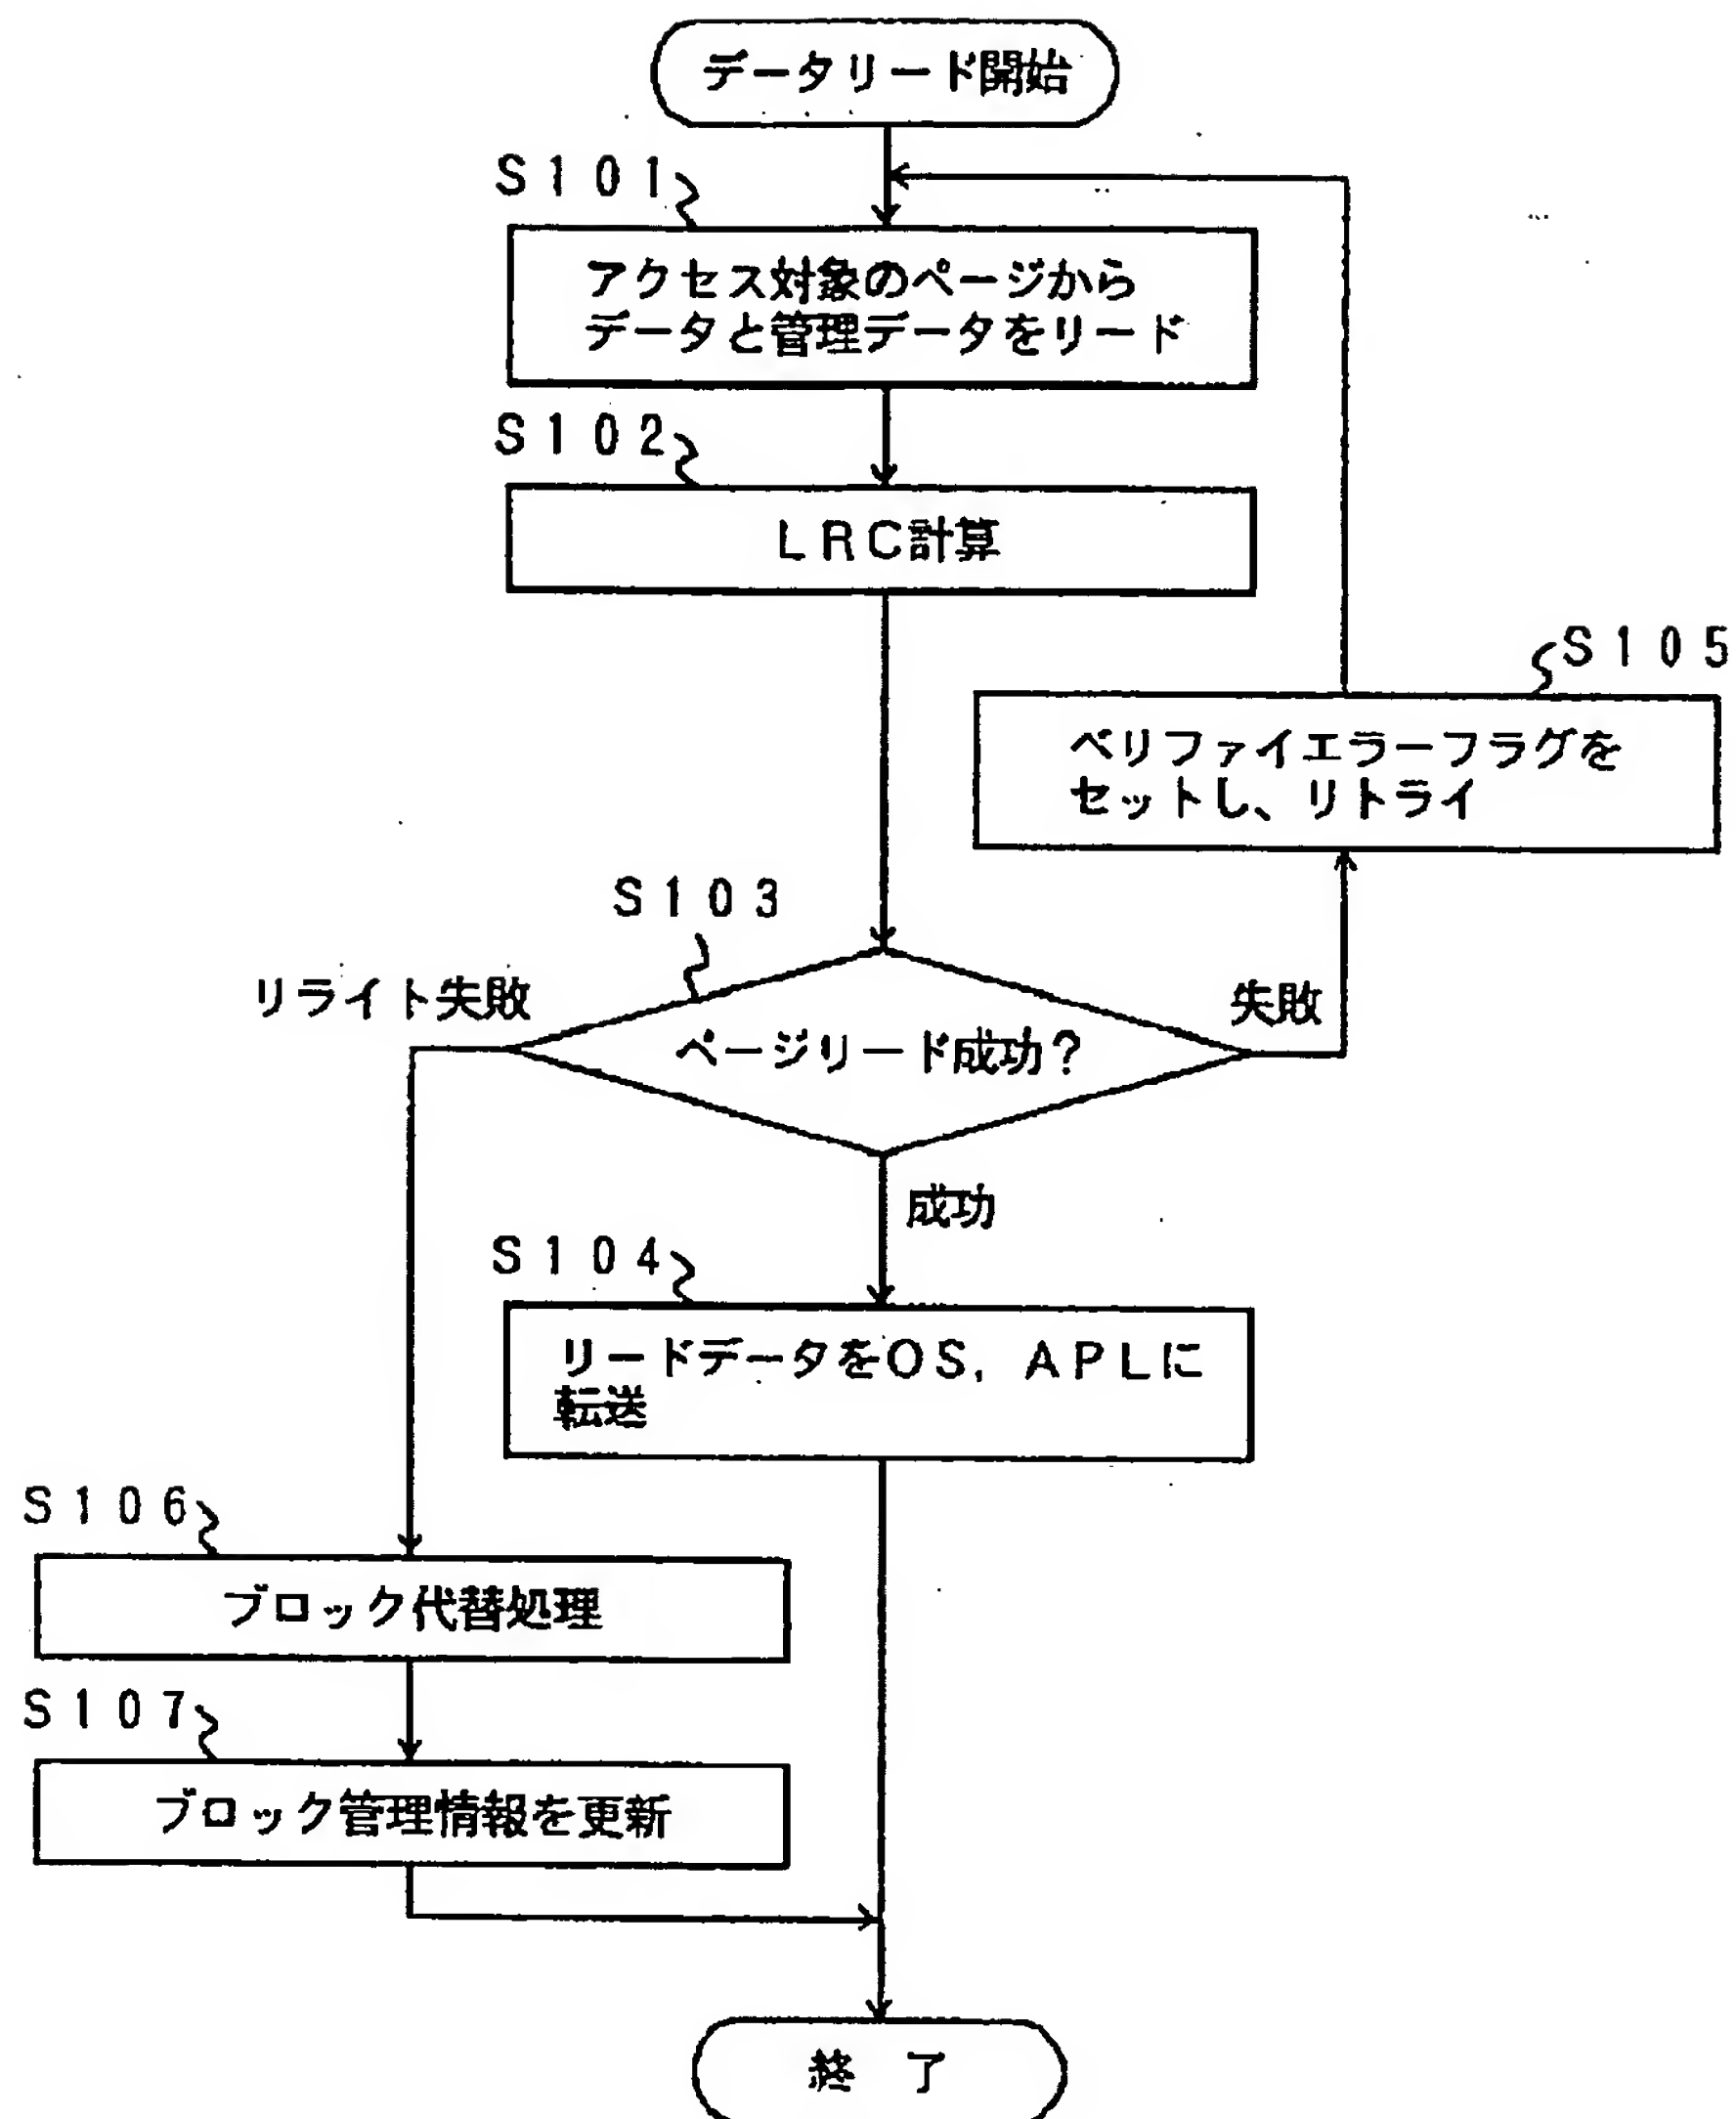 データリード開始
S101
アクセス対象のページから
データと管理データをリード
S102
LRC計算
S105
ベリファイエラーフラグを
セットし、リトライ
S103
リライト失敗
失敗
ページリード成功?
成功
S104
リードデータをOS, APLに
転送
S106
ブロック代替処理
S107
ブロック管理情報を更新
終 了